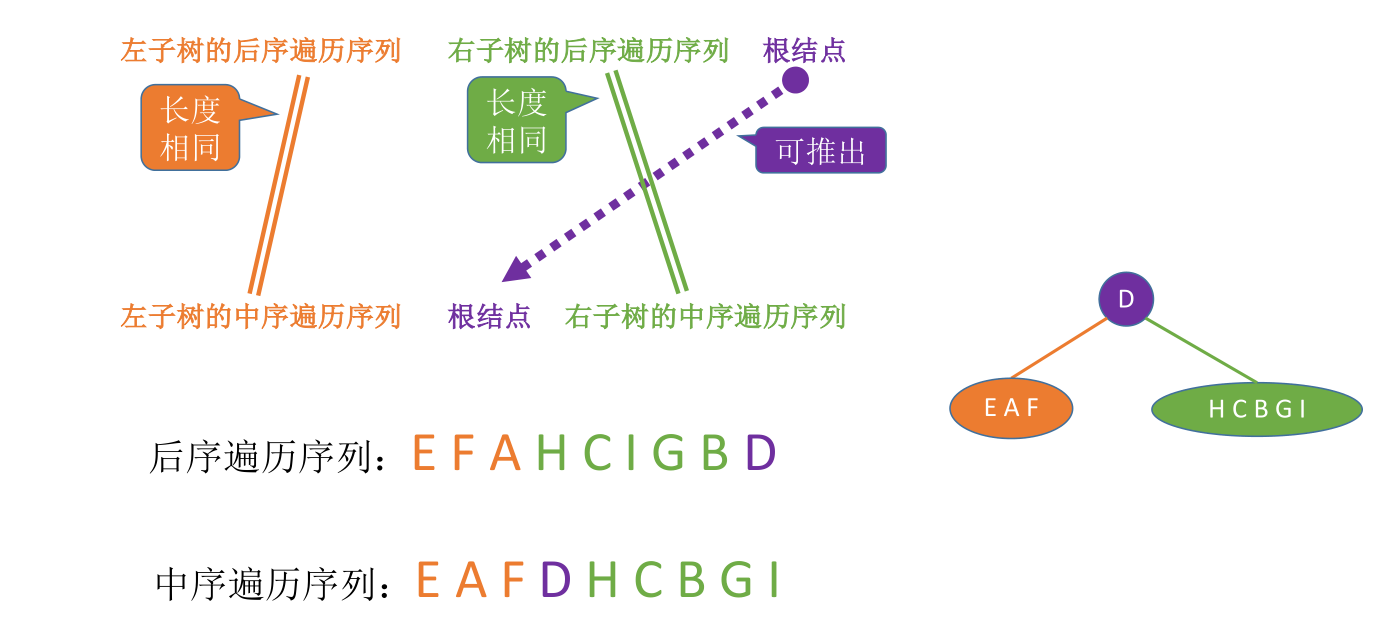 左子树的后序遍历序列 右子树的后序遍历序列 根结点
长度
相同
长度
相同
可推出
左子树的中序遍历序列 根结点 右子树的中序遍历序列
D
E A F
H C B G I
后序遍历序列: E F A H C I G B D
中序遍历序列: E A F D H C B G I